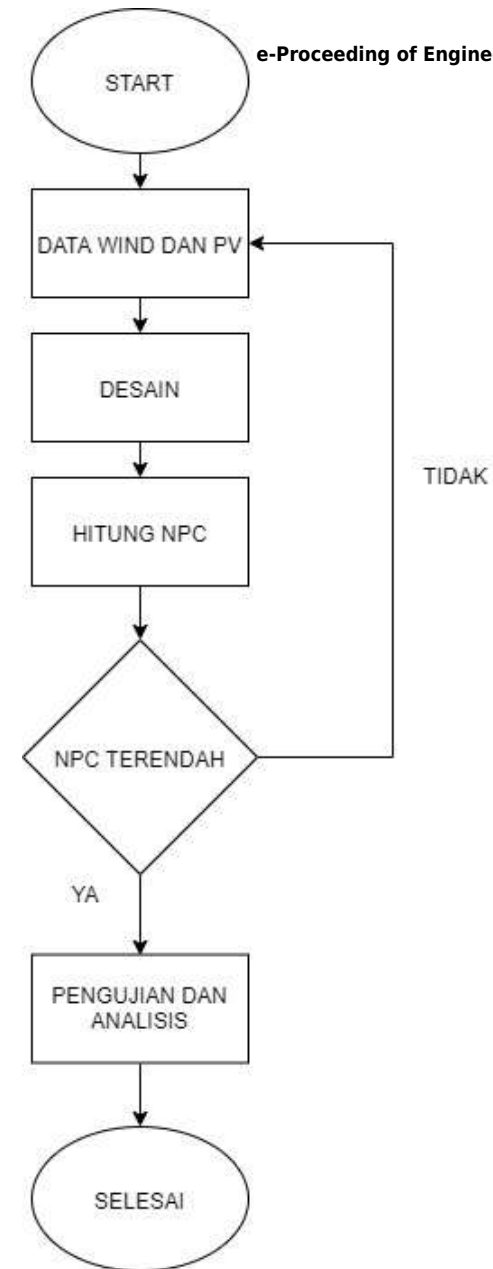 START
e-Proceeding of Engine
DATA WIND DAN PV
DESAIN
TIDAK
HITUNG NPC
NPC TERENDAH
YA
PENGUJIAN DAN
ANALISIS
SELESAI